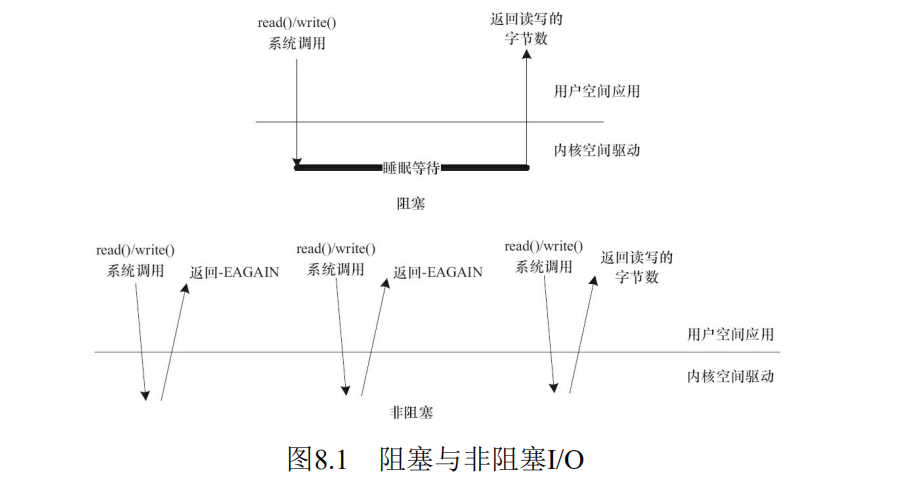 read()/write()
系统调用
返回读写的
字节数
用户空间应用
内核空间驱动
睡眠等待
阻塞
read()/write()
系统调用
返回-EAGAIN
read()/write()
系统调用
返回-EAGAIN
read()/write()
系统调用
返回读写的
字节数
用户空间应用
内核空间驱动
非阻塞
图8.1 阻塞与非阻塞I/O